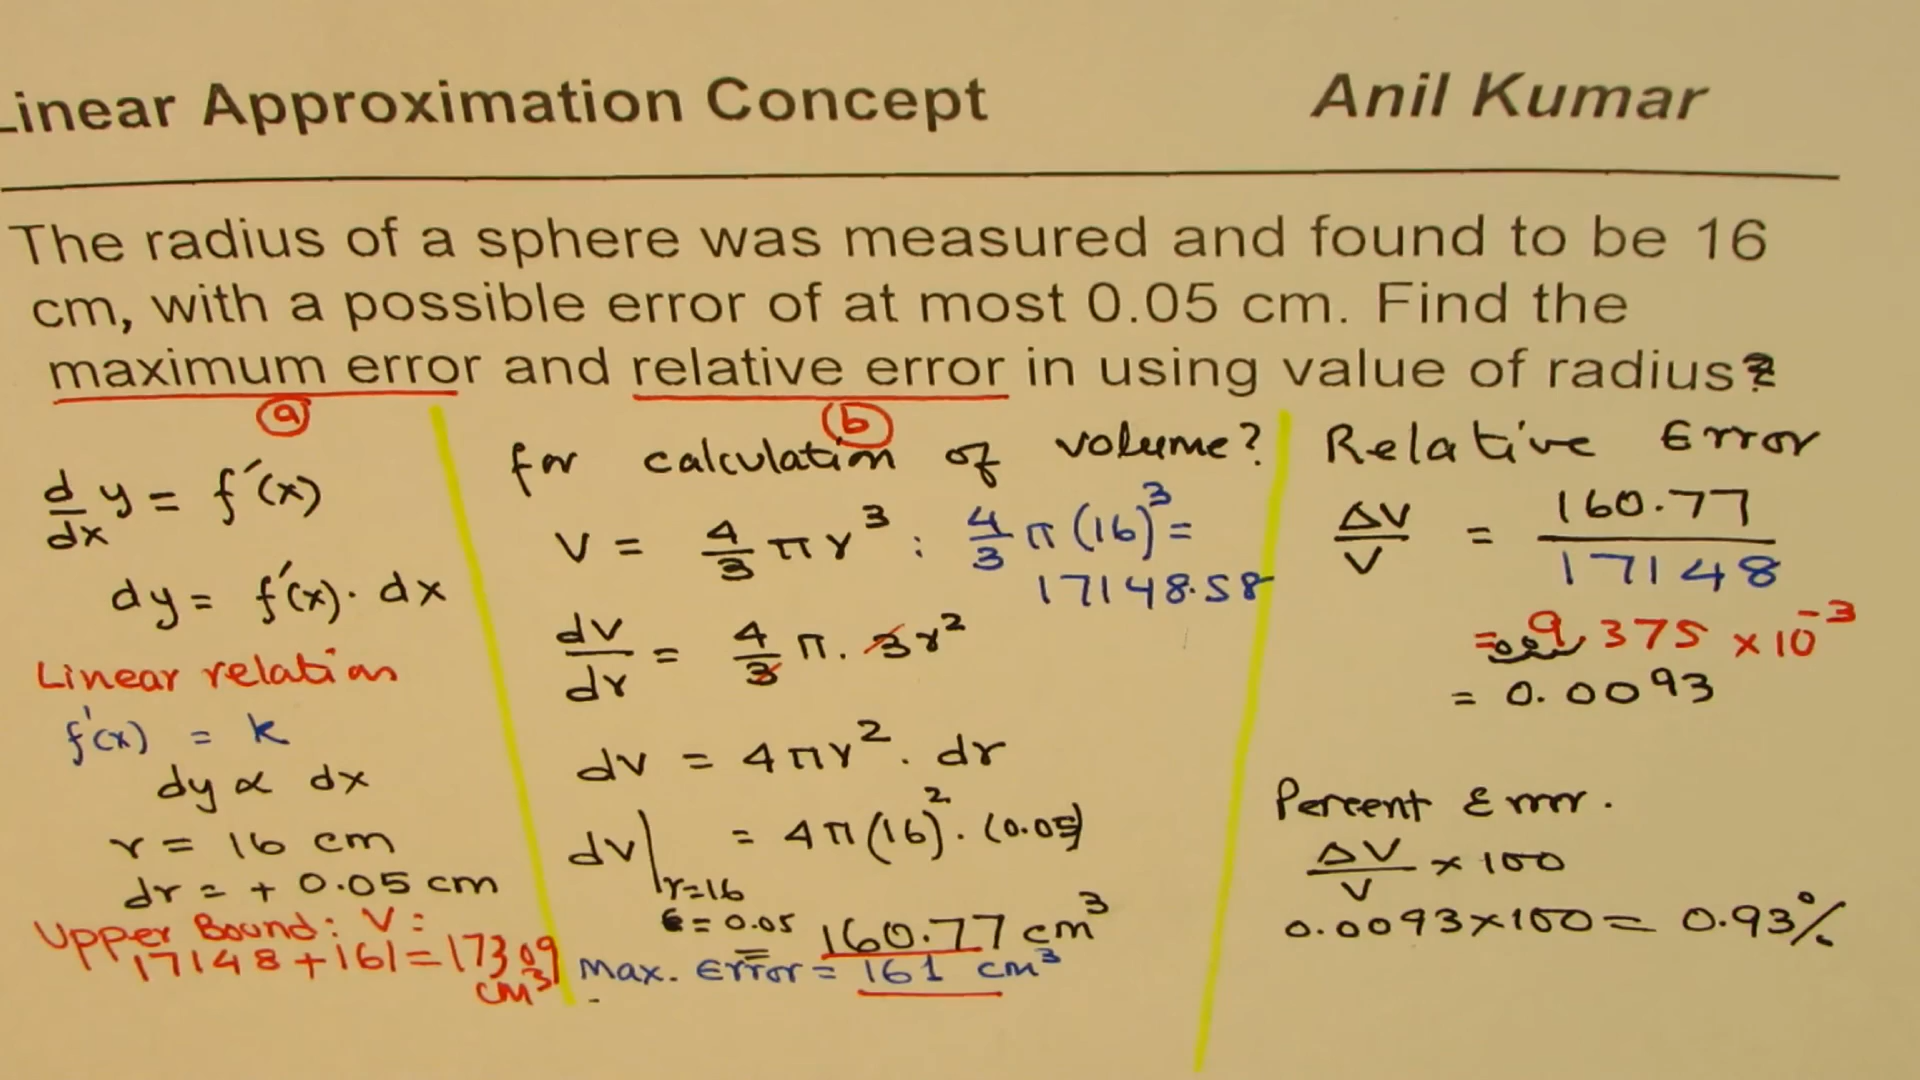 Linear Approximation Concept Anil Kumar
The radius of a sphere was measured and found to be 16
cm, with a possible error of at most 0.05 cm. Find the
maximum error and relative error in using value of radius?
(a) (b)
for calculation of volume?
d/dx y = f'(x)
dy = f'(x) · dx
Linear relation
f'(x) = k
dy ∝ dx
r = 16 cm
dr = + 0.05 cm
Upper Bound: V:
17148 + 161 = 17309
cm³
V = 4/3 π r³ : 4/3 π (16)³ =
17148.58
dV/dr = 4/3 π · 3r²
dV = 4πr² · dr
dV|r=16 = 4π(16)² · (0.05)
ϵ = 0.05 160.77 cm³
Max. Error = 161 cm³
Relative Error
ΔV/V = 160.77/17148
= 9.375 × 10⁻³
= 0.0093
Percent Error.
ΔV/V × 100
0.0093 × 100 = 0.93%